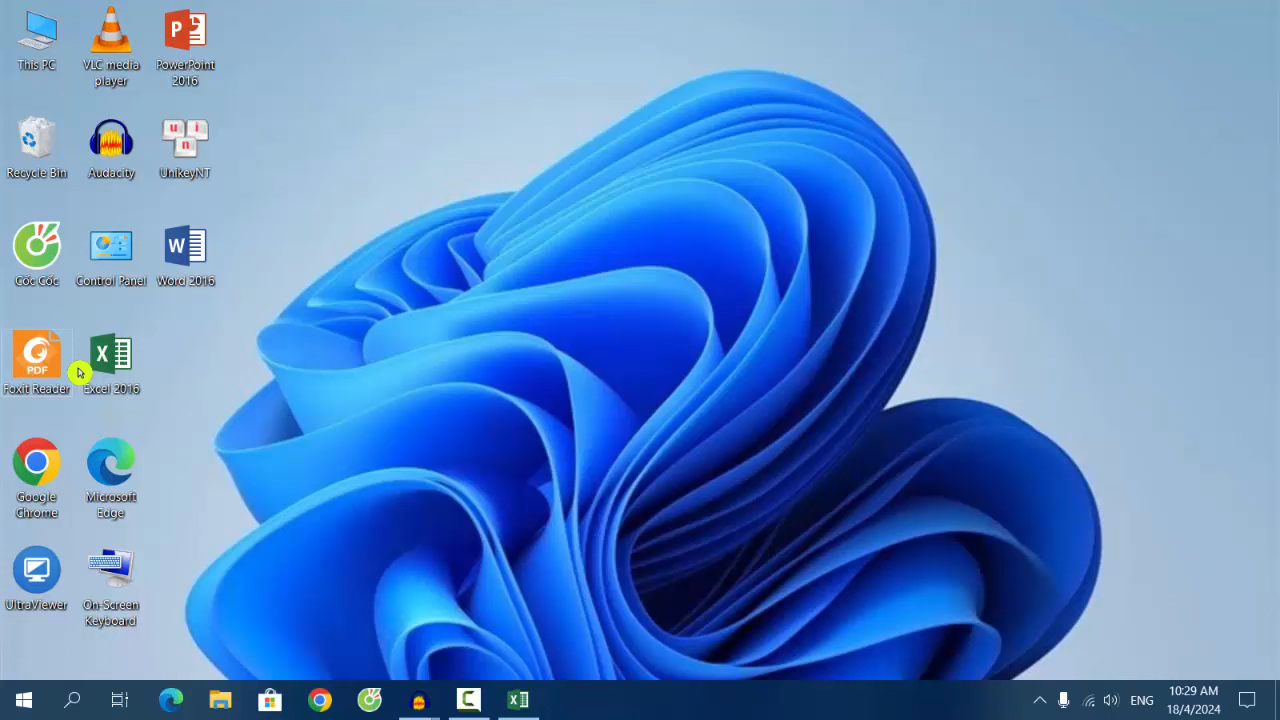 This PC
VLC media
player
PowerPoint
2016
Recycle Bin
Audacity
UnikeyNT
Cốc Cốc
Control Panel
Word 2016
PDF
Foxit Reader
Excel 2016
Google
Chrome
Microsoft
Edge
UltraViewer
On-Screen
Keyboard
ENG
10:29 AM
18/4/2024